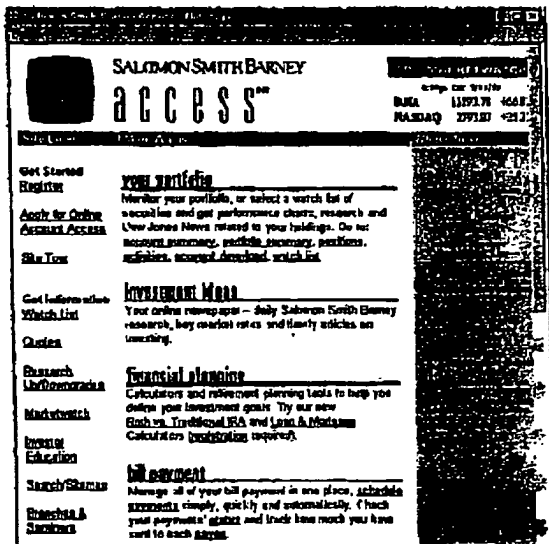 SALOMON SMITH BARNEY
access
DJIA
NASDAQ
Get Started
Register
Apply for Online
Account Access
Site Tour
Get Information
Watch List
Quotes
Research
Up/Downgrades
Marketwatch
Investor
Education
Search/Sitemap
Branches &
Seminars
your portfolio
Monitor your portfolio, or select a watch list of
securities and get performance charts, research and
Dow Jones News related to your holdings. Go to:
account summary, portfolio summary, positions,
activities, account download, watch list
investment ideas
Your online newspaper – daily Salomon Smith Barney
research, key market rates and timely articles on
investing.
financial planning
Calculators and retirement planning tools to help you
define your investment goals. Try our new
Roth vs. Traditional IRA and Loan & Mortgage
Calculators (registration required).
bill payment
Manage all of your bill payment in one place, schedule
payments simply, quickly and automatically. Check
your payments' status and track how much you have
sent to each payee.